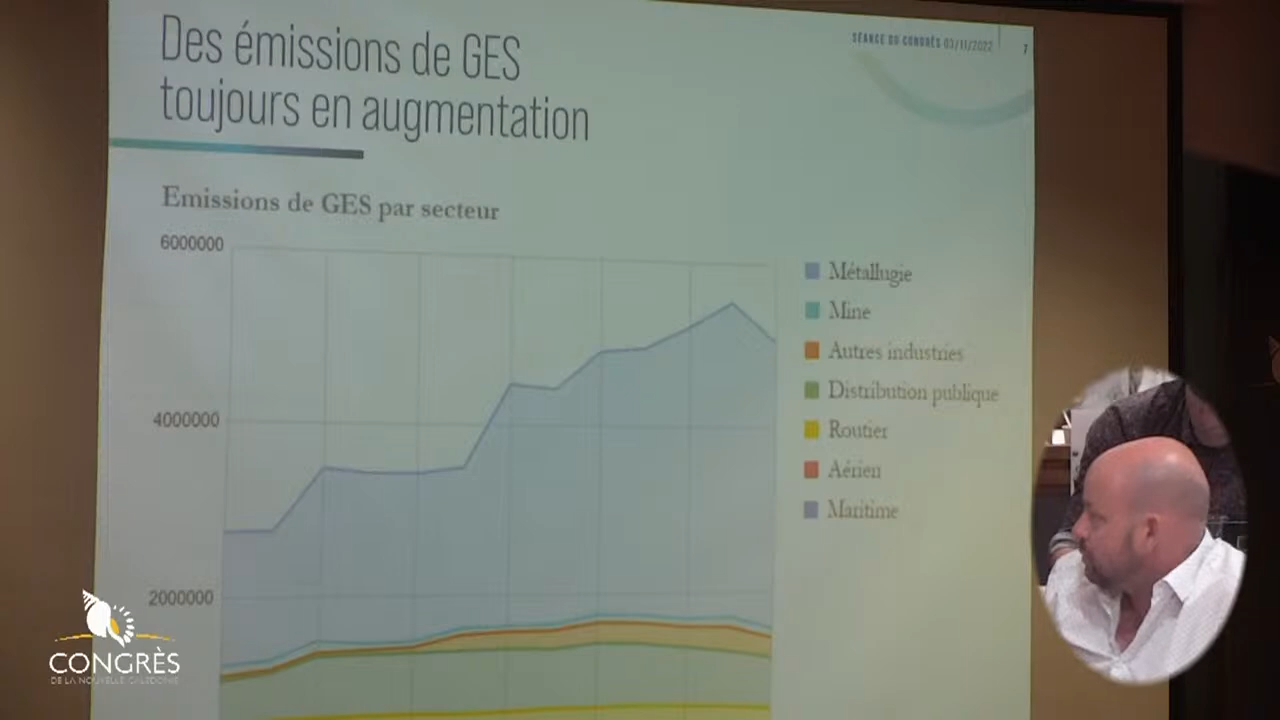 Des émissions de GES
toujours en augmentation
SÉANCE DU CONGRÈS 03/11/2022
7
Emissions de GES par secteur
6000000
4000000
2000000
Métallugie
Mine
Autres industries
Distribution publique
Routier
Aérien
Maritime
CONGRÈS
DE LA NOUVELLE-CALÉDONIE